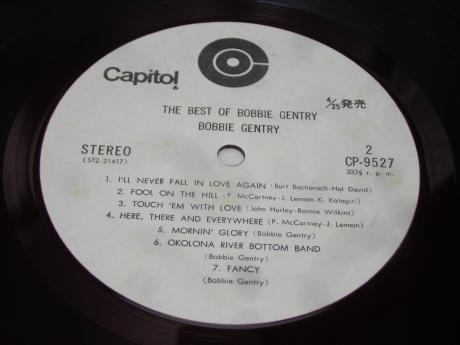 Capitol
THE BEST OF BOBBIE GENTRY
BOBBIE GENTRY
4/25発売
STEREO
(ST2-21417)
2
CP-9527
33⅓ r. p. m.
1. I'LL NEVER FALL IN LOVE AGAIN (Burt Bacharach-Hal David)
2. FOOL ON THE HILL (P. McCartney-J. Lennon-K. Katagiri)
3. TOUCH 'EM WITH LOVE (John Hurley-Ronnie Wilkins)
4. HERE, THERE AND EVERYWHERE (P. McCartney-J. Lennon)
5. MORNIN' GLORY (Bobbie Gentry)
6. OKOLONA RIVER BOTTOM BAND
(Bobbie Gentry)
7. FANCY
(Bobbie Gentry)